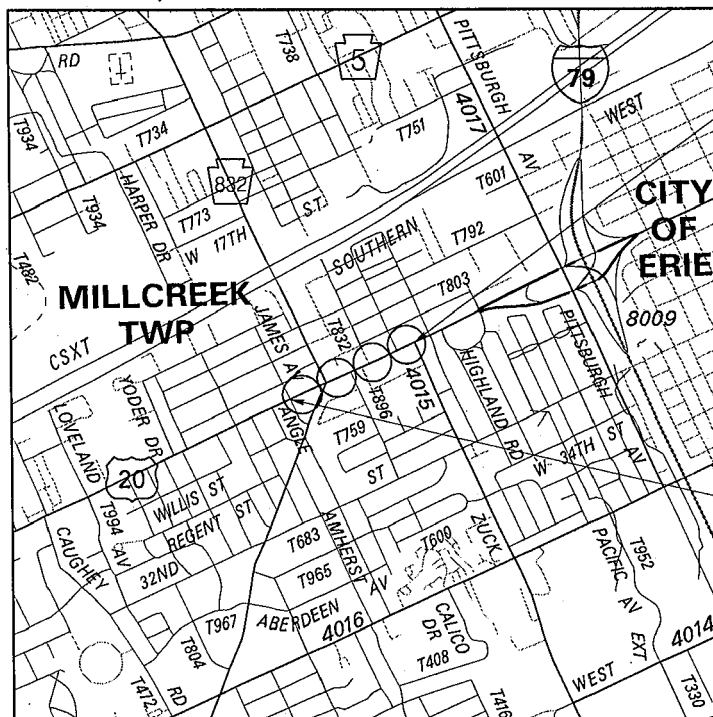 RD
T738
5
PITTSBURGH
AV
79
T934
T734
4017
WEST
T751
832
T601
HARPER DR
T934
T773
W 17TH
ST
CITY
OF
ERIE
T482
SOUTHERN
T792
MILLCREEK
TWP
T803
JAMES AV
8009
CSXT
T832
PITTSBURGH
AV
YODER DR
4015
HIGHLAND RD
LOVELAND
AV
T896
T759
ST
W 34TH ST
20
WILLIS ST
REGENT ST
T994
CAUGHEY
RD
T683
AMHERST AV
T600
ZUCK
32ND
T965
PACIFIC AV EXT
T952
ABERDEEN
T967
4016
CALICO
DR
4014
T804
T408
WEST
T472
T416
T330